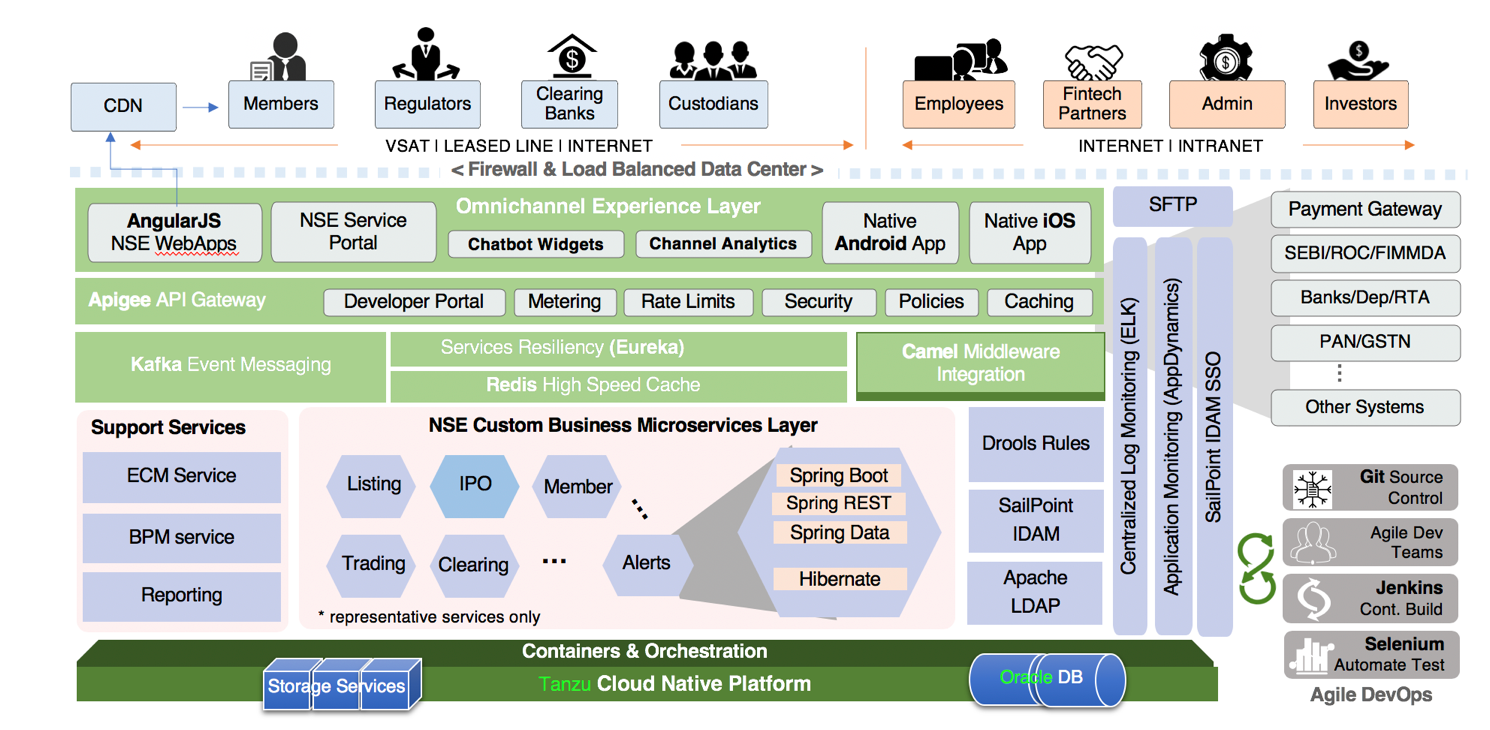 CDN
Members
Regulators
Clearing
Banks
Custodians
Employees
Fintech
Partners
Admin
Investors
VSAT | LEASED LINE | INTERNET
INTERNET | INTRANET
< Firewall & Load Balanced Data Center >
Omnichannel Experience Layer
AngularJS
NSE WebApps
NSE Service
Portal
Chatbot Widgets
Channel Analytics
Native
Android App
Native iOS
App
Apigee API Gateway
Developer Portal
Metering
Rate Limits
Security
Policies
Caching
Kafka Event Messaging
Services Resiliency (Eureka)
Redis High Speed Cache
Camel Middleware
Integration
SFTP
Centralized Log Monitoring (ELK)
Application Monitoring (AppDynamics)
SailPoint IDAM SSO
Payment Gateway
SEBI/ROC/FIMMDA
Banks/Dep/RTA
PAN/GSTN
Other Systems
Support Services
ECM Service
BPM service
Reporting
NSE Custom Business Microservices Layer
Listing
IPO
Member
Trading
Clearing
...
Alerts
* representative services only
Spring Boot
Spring REST
Spring Data
Hibernate
Drools Rules
SailPoint
IDAM
Apache
LDAP
Git Source
Control
Agile Dev
Teams
Jenkins
Cont. Build
Selenium
Automate Test
Agile DevOps
Containers & Orchestration
Storage Services
Tanzu Cloud Native Platform
Oracle DB